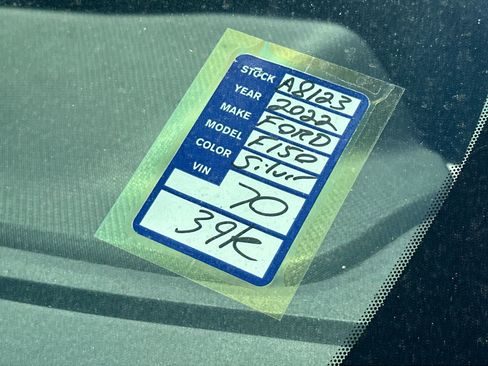 STOCK A8123
YEAR 2022
MAKE FORD
MODEL F150
COLOR Silver
VIN 70
39K